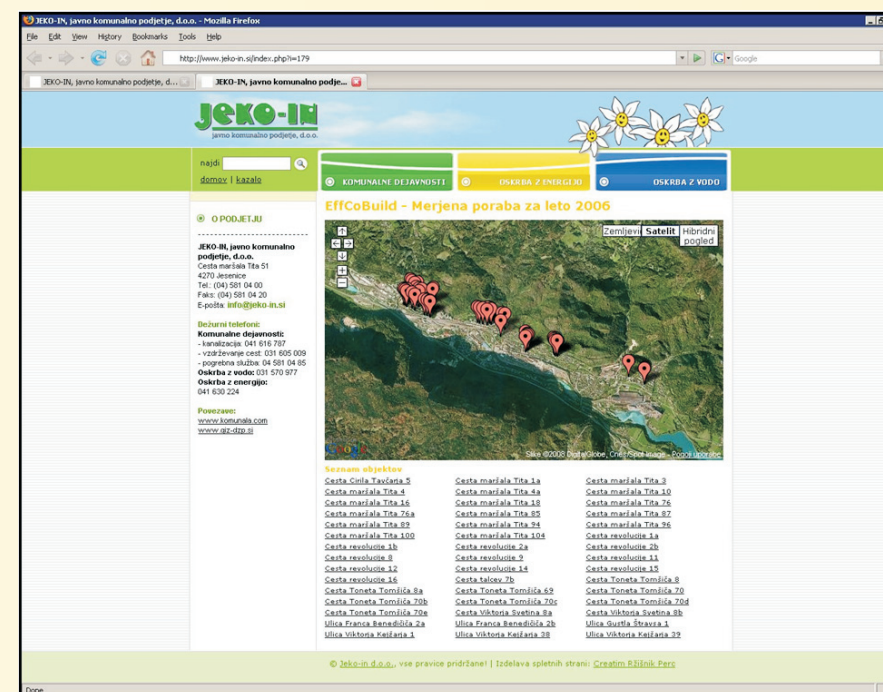 JEKO-IN, javno komunalno podjetje, d.o.o. - Mozilla Firefox
File Edit View History Bookmarks Tools Help
http://www.jeko-in.si/index.php?i=179
Google
JEKO-IN, javno komunalno podjetje, d...
JEKO-IN, javno komunalno podje...
JEKO-IN
javno komunalno podjetje, d.o.o.
najdi
domov | kazalo
KOMUNALNE DEJAVNOSTI
OSKRBA Z ENERGIJO
OSKRBA Z VODO
O PODJETJU
JEKO-IN, javno komunalno
podjetje, d.o.o.
Cesta maršala Tita 51
4270 Jesenice
Tel.: (04) 581 04 00
Faks: (04) 581 04 20
E-pošta: info@jeko-in.si
Dežurni telefoni:
Komunalne dejavnosti:
- kanalizacija: 041 616 787
- vzdrževanje cest: 031 605 009
- pogrebna služba: 04 581 04 85
Oskrba z vodo: 031 570 977
Oskrba z energijo:
041 630 224
Povezave:
www.komunala.com
www.giz-dzp.si
EffCoBuild - Merjena poraba za leto 2006
Zemljevi Satelit Hibridni
pogled
Slike ©2008 DigitalGlobe, Cnes/Spot Image - Pogoji uporabe
Seznam objektov
Cesta Cirila Tavčarja 5 Cesta maršala Tita 1a Cesta maršala Tita 3
Cesta maršala Tita 4 Cesta maršala Tita 4a Cesta maršala Tita 10
Cesta maršala Tita 16 Cesta maršala Tita 18 Cesta maršala Tita 76
Cesta maršala Tita 76a Cesta maršala Tita 85 Cesta maršala Tita 87
Cesta maršala Tita 89 Cesta maršala Tita 94 Cesta maršala Tita 96
Cesta maršala Tita 100 Cesta maršala Tita 104 Cesta revolucije 1a
Cesta revolucije 1b Cesta revolucije 2a Cesta revolucije 2b
Cesta revolucije 8 Cesta revolucije 9 Cesta revolucije 11
Cesta revolucije 12 Cesta revolucije 14 Cesta revolucije 15
Cesta revolucije 16 Cesta talcev 7b Cesta Toneta Tomšiča 8
Cesta Toneta Tomšiča 8a Cesta Toneta Tomšiča 69 Cesta Toneta Tomšiča 70
Cesta Toneta Tomšiča 70b Cesta Toneta Tomšiča 70c Cesta Toneta Tomšiča 70d
Cesta Toneta Tomšiča 70e Cesta Viktorja Svetina 8a Cesta Viktorja Svetina 8b
Ulica Franca Benedičiča 2a Ulica Franca Benedičiča 2b Ulica Gustla Štravsa 1
Ulica Viktorja Kejžarja 1 Ulica Viktorja Kejžarja 38 Ulica Viktorja Kejžarja 39
© Jeko-in d.o.o., vse pravice pridržane! | Izdelava spletnih strani: Creatim Ržišnik Perc
Done